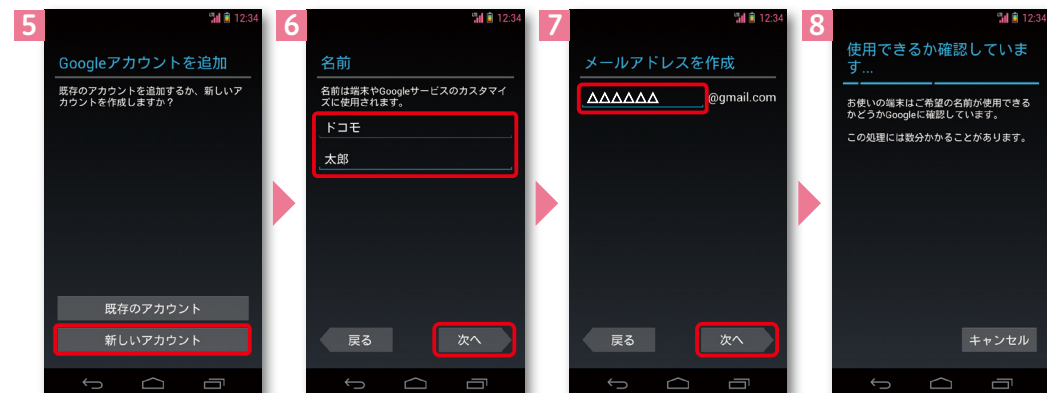 5
12:34
Googleアカウントを追加
既存のアカウントを追加するか、新しいア
カウントを作成しますか？
既存のアカウント
新しいアカウント
6
12:34
名前
名前は端末やGoogleサービスのカスタマイ
ズに使用されます。
ドコモ
太郎
戻る
次へ
7
12:34
メールアドレスを作成
△△△△△△ @gmail.com
戻る
次へ
8
12:34
使用できるか確認していま
す...
お使いの端末はご希望の名前が使用できる
かどうかGoogleに確認しています。
この処理には数分かかることがあります。
キャンセル